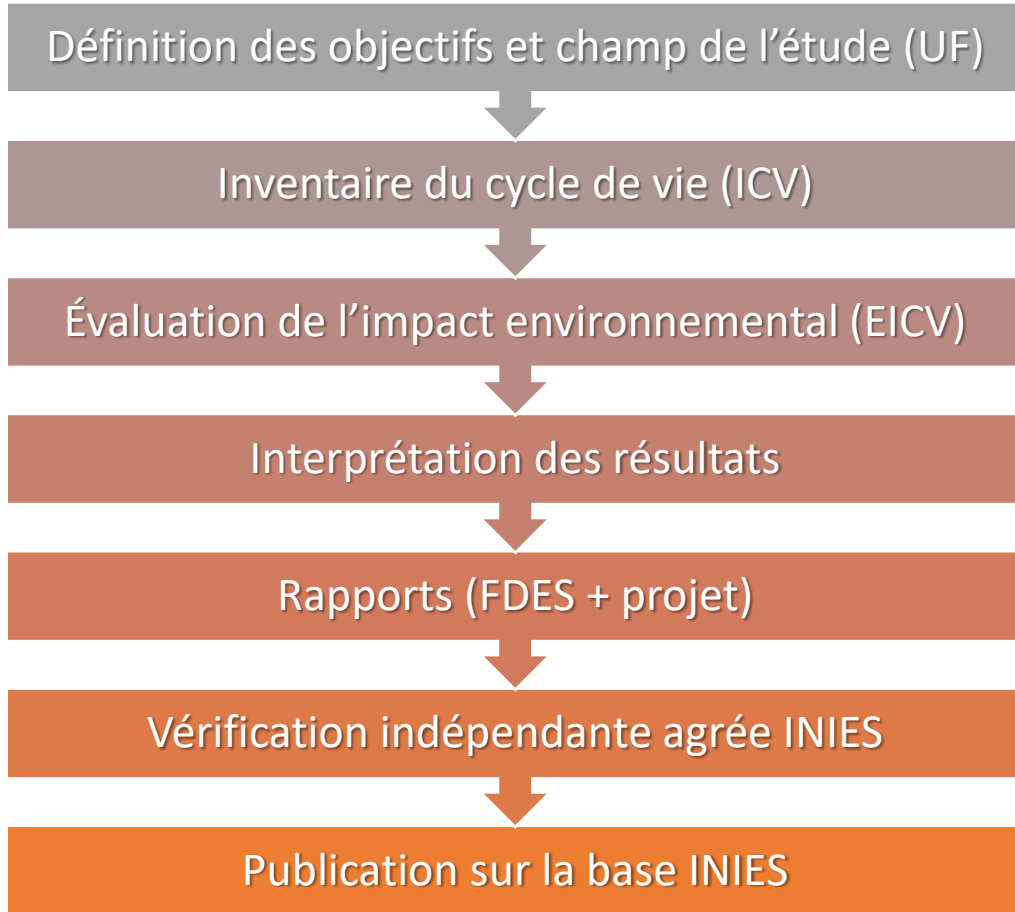 Définition des objectifs et champ de l’étude (UF)
Inventaire du cycle de vie (ICV)
Évaluation de l’impact environnemental (EICV)
Interprétation des résultats
Rapports (FDES + projet)
Vérification indépendante agrée INIES
Publication sur la base INIES